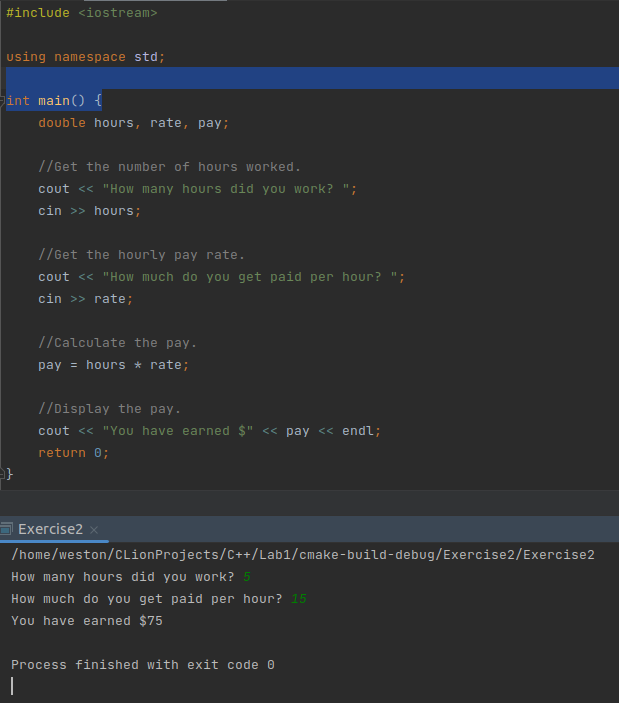 #include <iostream>
using namespace std;
int main() {
double hours, rate, pay;
//Get the number of hours worked.
cout << "How many hours did you work? ";
cin >> hours;
//Get the hourly pay rate.
cout << "How much do you get paid per hour? ";
cin >> rate;
//Calculate the pay.
pay = hours * rate;
//Display the pay.
cout << "You have earned $" << pay << endl;
return 0;
}
Exercise2 ×
/home/weston/CLionProjects/C++/Lab1/cmake-build-debug/Exercise2/Exercise2
How many hours did you work? 5
How much do you get paid per hour? 15
You have earned $75
Process finished with exit code 0